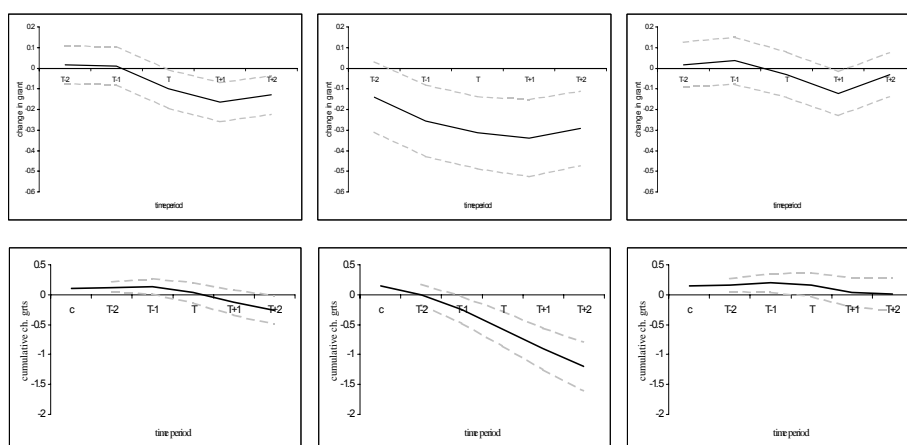 0.2
0.1
0
-0.1
-0.2
-0.3
-0.4
-0.5
-0.6
change in grant
T-2 T-1 T T+1 T+2
timeperiod
0.2
0.1
0
-0.1
-0.2
-0.3
-0.4
-0.5
-0.6
change in grant
T-2 T-1 T T+1 T+2
timeperiod
0.2
0.1
0
-0.1
-0.2
-0.3
-0.4
-0.5
-0.6
change in grant
T-2 T-1 T T+1 T+2
timeperiod
0.5
0
-0.5
-1
-1.5
-2
cumulative ch. grts
c T-2 T-1 T T+1 T+2
time period
0.5
0
-0.5
-1
-1.5
-2
cumulative ch. grts
c T-2 T-1 T T+1 T+2
time period
0.5
0
-0.5
-1
-1.5
-2
cumulative ch. grts
c T-2 T-1 T T+1 T+2
time period